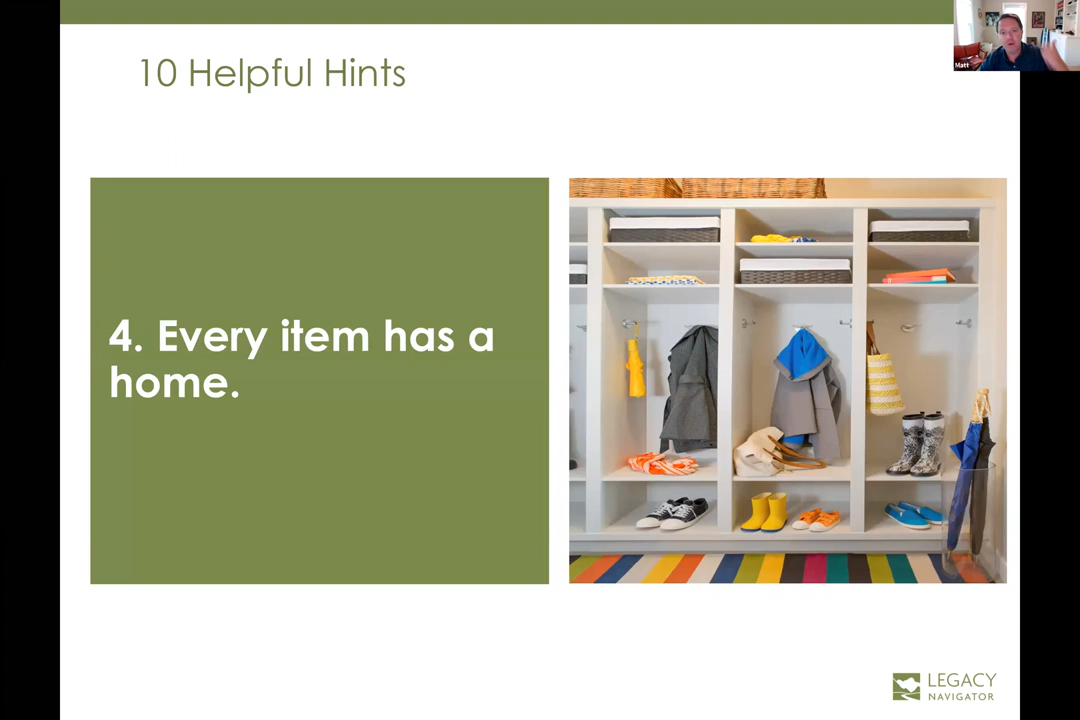 10 Helpful Hints
Matt
4. Every item has a
home.
LEGACY
NAVIGATOR